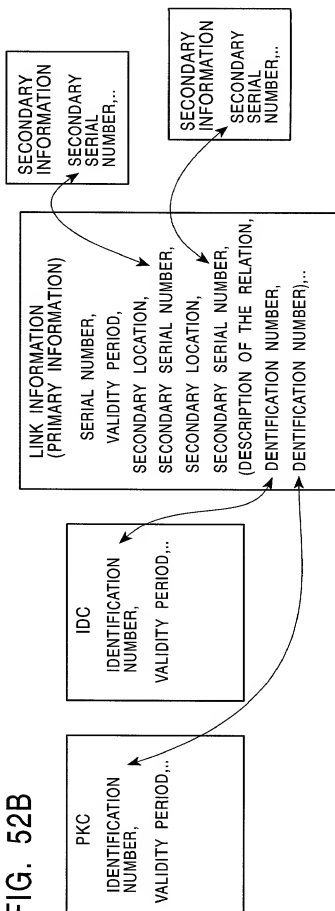 FIG. 52B
PKC
IDENTIFICATION
NUMBER,
VALIDITY PERIOD,..
IDC
IDENTIFICATION
NUMBER,
VALIDITY PERIOD,..
LINK INFORMATION
(PRIMARY INFORMATION)
SERIAL NUMBER,
VALIDITY PERIOD,
SECONDARY LOCATION,
SECONDARY SERIAL NUMBER,
SECONDARY LOCATION,
SECONDARY SERIAL NUMBER,
(DESCRIPTION OF THE RELATION,
DENTIFICATION NUMBER,
DENTIFICATION NUMBER),..
SECONDARY
INFORMATION
SECONDARY
SERIAL
NUMBER,..
SECONDARY
INFORMATION
SECONDARY
SERIAL
NUMBER,..